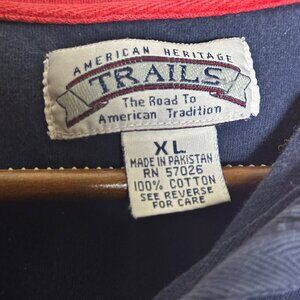 AMERICAN HERITAGE
TRAILS
The Road To
American Tradition
XL
MADE IN PAKISTAN
RN 57026
100% COTTON
SEE REVERSE
FOR CARE